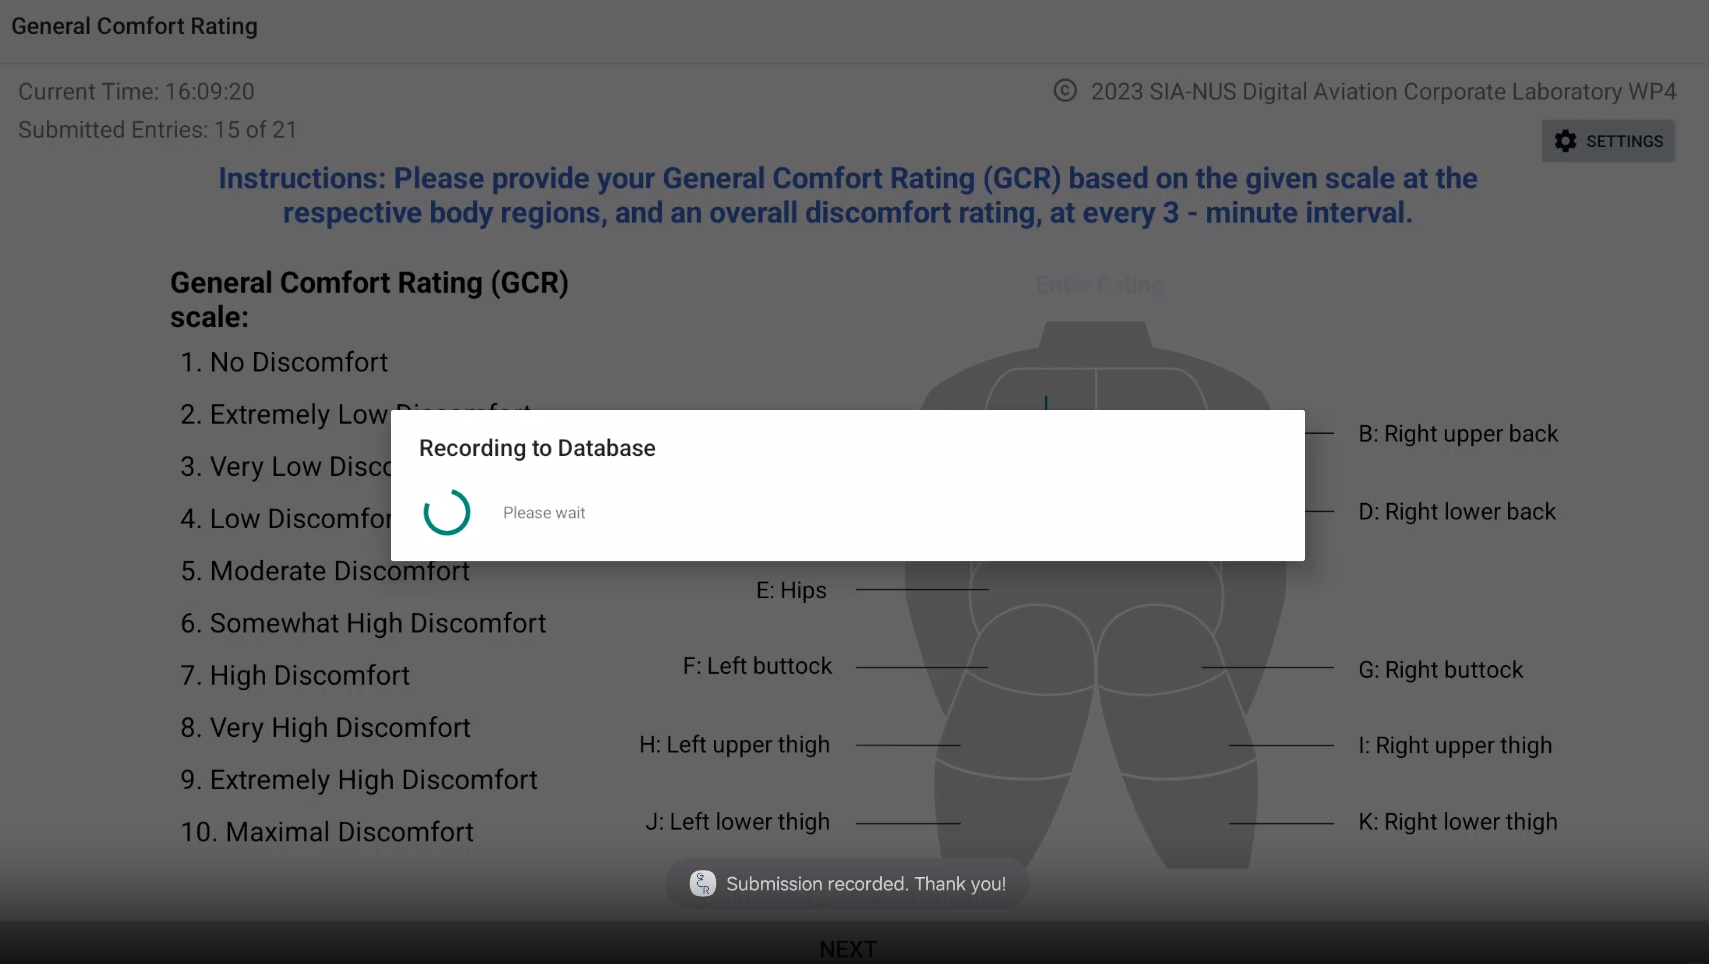 General Comfort Rating
Current Time: 16:09:20
© 2023 SIA-NUS Digital Aviation Corporate Laboratory WP4
Submitted Entries: 15 of 21
SETTINGS
Instructions: Please provide your General Comfort Rating (GCR) based on the given scale at the
respective body regions, and an overall discomfort rating, at every 3 - minute interval.
General Comfort Rating (GCR)
scale:
1. No Discomfort
2. Extremely Low Discomfort
3. Very Low Disco
4. Low Discomfor
5. Moderate Discomfort
6. Somewhat High Discomfort
7. High Discomfort
8. Very High Discomfort
9. Extremely High Discomfort
10. Maximal Discomfort
Enter Rating
B: Right upper back
D: Right lower back
E: Hips
F: Left buttock
G: Right buttock
H: Left upper thigh
I: Right upper thigh
J: Left lower thigh
K: Right lower thigh
Recording to Database
Please wait
GCR
Submission recorded. Thank you!
NEXT